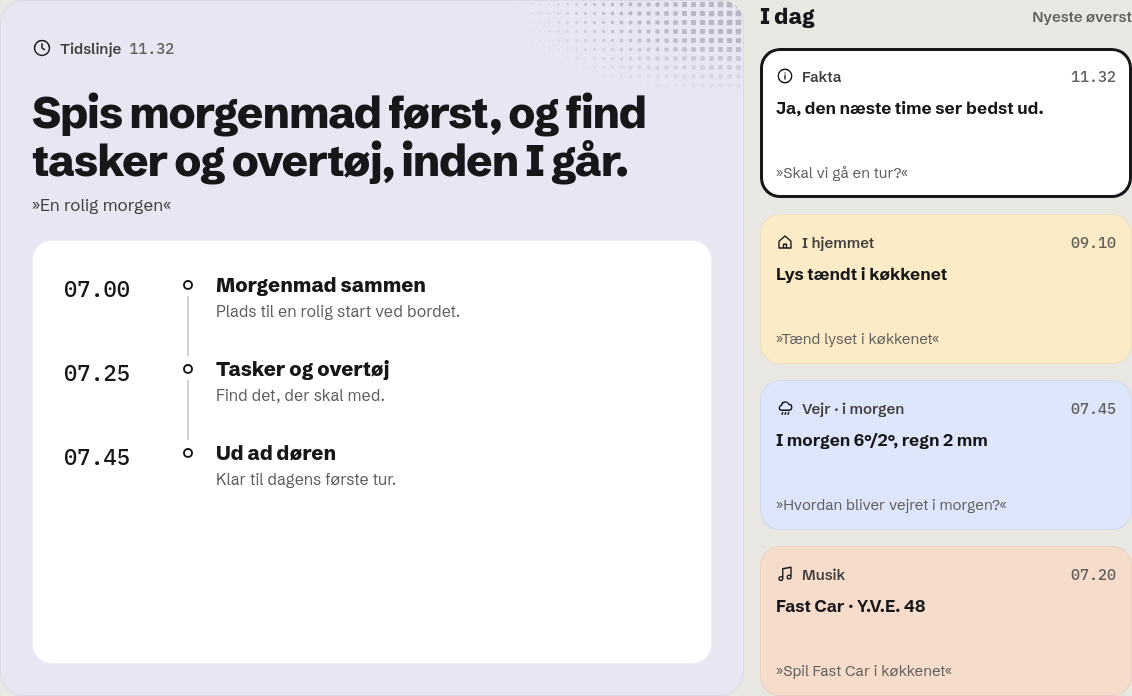 Tidslinje 11.32
Spis morgenmad først, og find
tasker og overtøj, inden I går.
»En rolig morgen«
07.00 Morgenmad sammen
Plads til en rolig start ved bordet.
07.25 Tasker og overtøj
Find det, der skal med.
07.45 Ud ad døren
Klar til dagens første tur.
I dag Nyeste øverst
Fakta 11.32
Ja, den næste time ser bedst ud.
»Skal vi gå en tur?«
I hjemmet 09.10
Lys tændt i køkkenet
»Tænd lyset i køkkenet«
Vejr · i morgen 07.45
I morgen 6°/2°, regn 2 mm
»Hvordan bliver vejret i morgen?«
Musik 07.20
Fast Car · Y.V.E. 48
»Spil Fast Car i køkkenet«